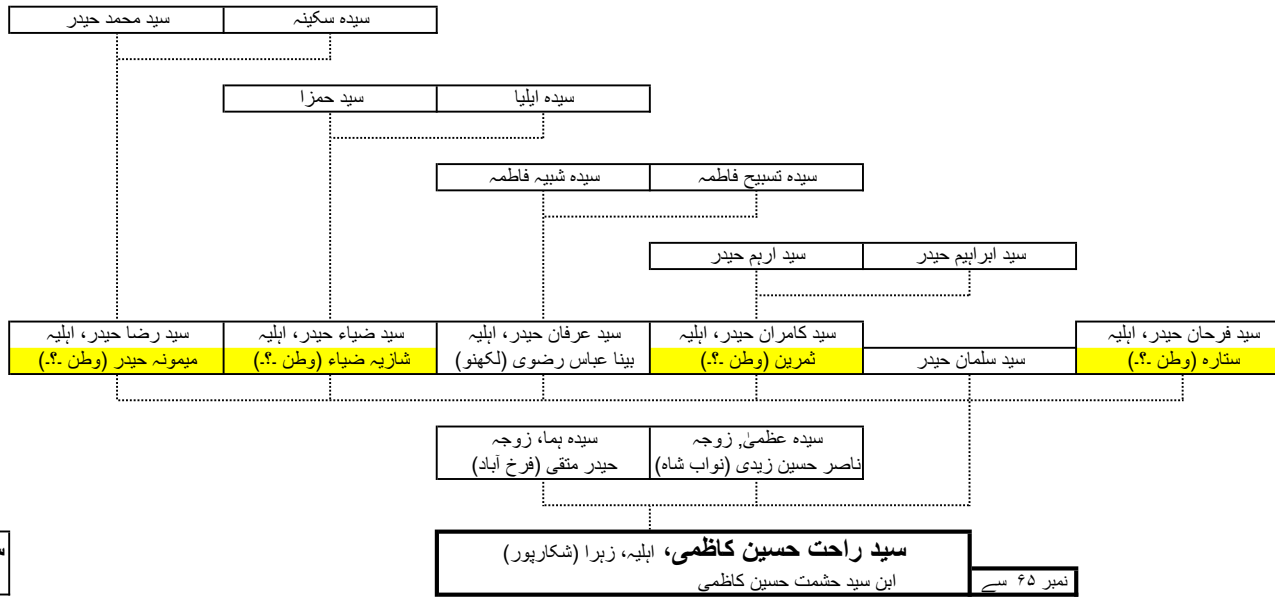 سید محمد حیدر
سیدہ سکینہ
سید حمزا
سیدہ ایلیا
سیدہ شبیہ فاطمہ
سیدہ تسبیح فاطمہ
سید ارہم حیدر
سید ابراہیم حیدر
سید رضا حیدر، اہلیہ
میمونہ حیدر (وطن ۔؟۔)
سید ضیاء حیدر، اہلیہ
شازیہ ضیاء (وطن ۔؟۔)
سید عرفان حیدر، اہلیہ
بینا عباس رضوی (لکھنو)
سید کامران حیدر، اہلیہ
ثمرین (وطن ۔؟۔)
سید سلمان حیدر
سید فرحان حیدر، اہلیہ
ستارہ (وطن ۔؟۔)
سیدہ ہما، زوجہ
حیدر متقی (فرخ آباد)
سیدہ عظمیٰ, زوجہ
ناصر حسین زیدی (نواب شاہ)
سید راحت حسین کاظمی، اہلیہ، زہرا (شکارپور)
ابن سید حشمت حسین کاظمی
نمبر ۶۵ سے